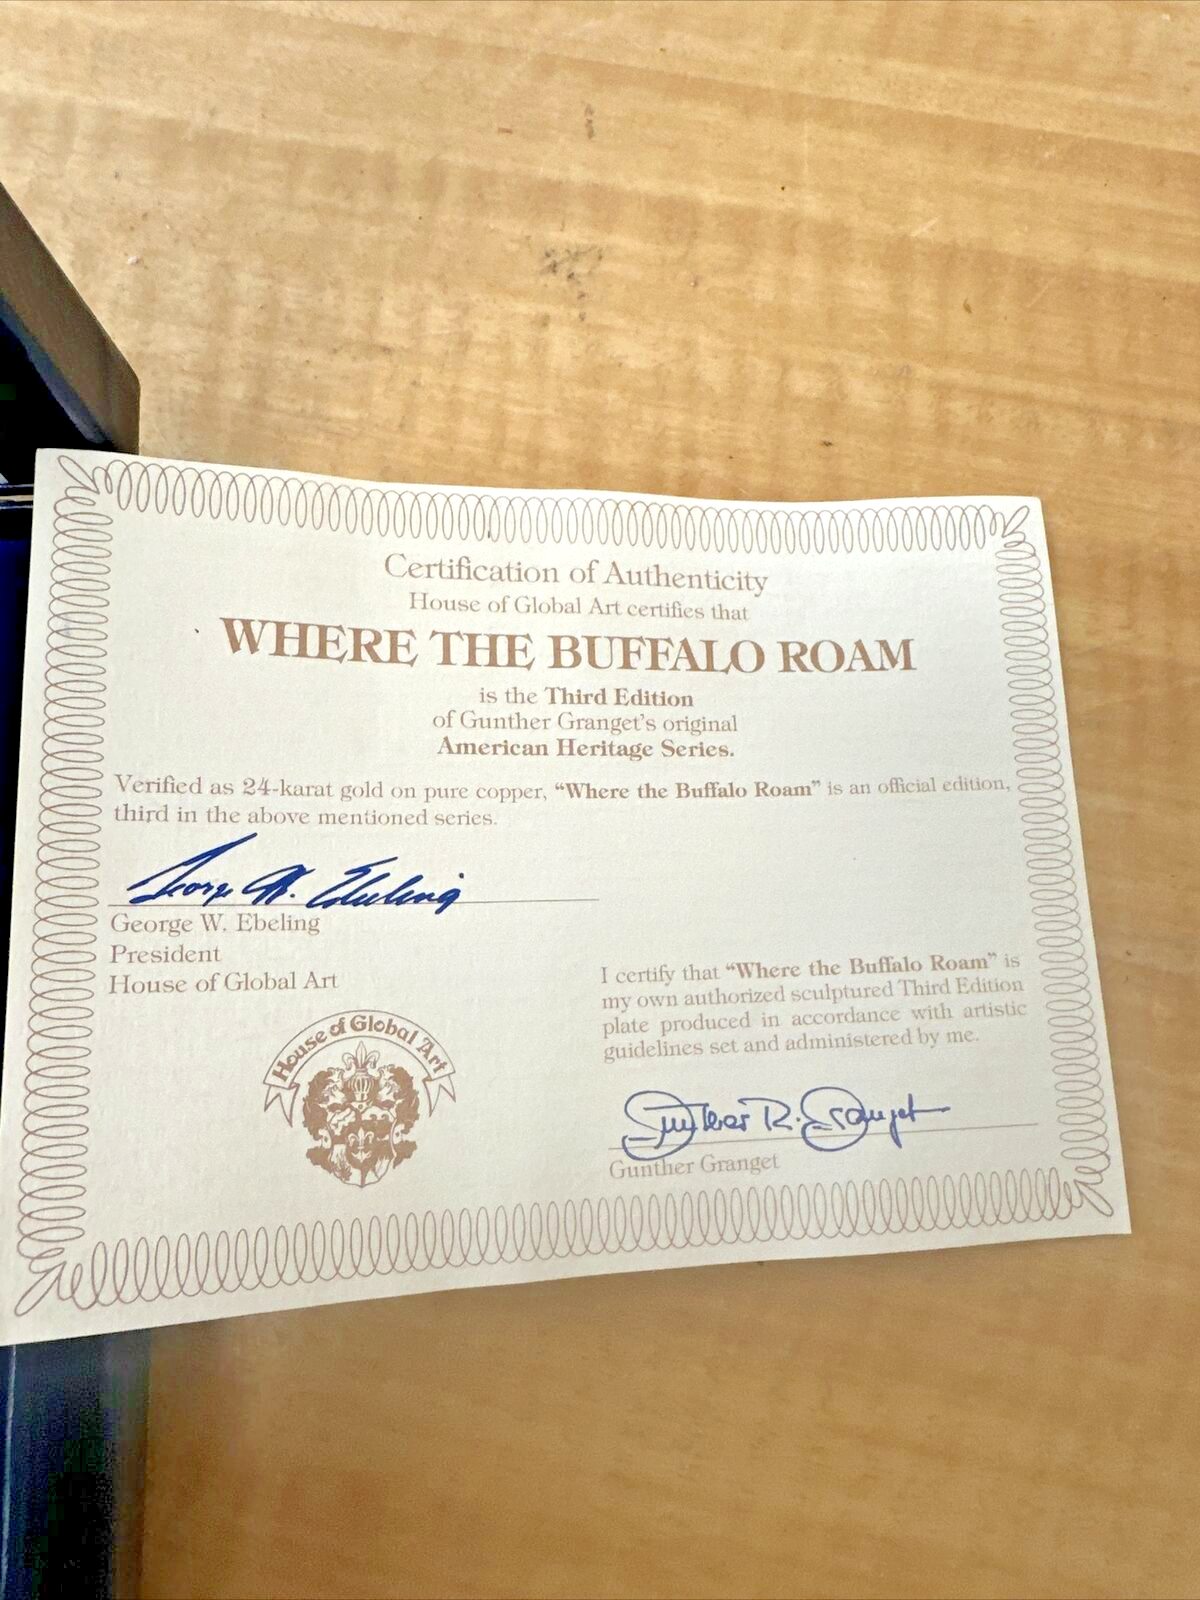 Certification of Authenticity
House of Global Art certifies that
WHERE THE BUFFALO ROAM
is the Third Edition
of Gunther Granget's original
American Heritage Series.
Verified as 24-karat gold on pure copper, “Where the Buffalo Roam” is an official edition,
third in the above mentioned series.
George W. Ebeling
George W. Ebeling
President
House of Global Art
House of Global Art
I certify that “Where the Buffalo Roam” is
my own authorized sculptured Third Edition
plate produced in accordance with artistic
guidelines set and administered by me.
Gunther R. Granget
Gunther Granget